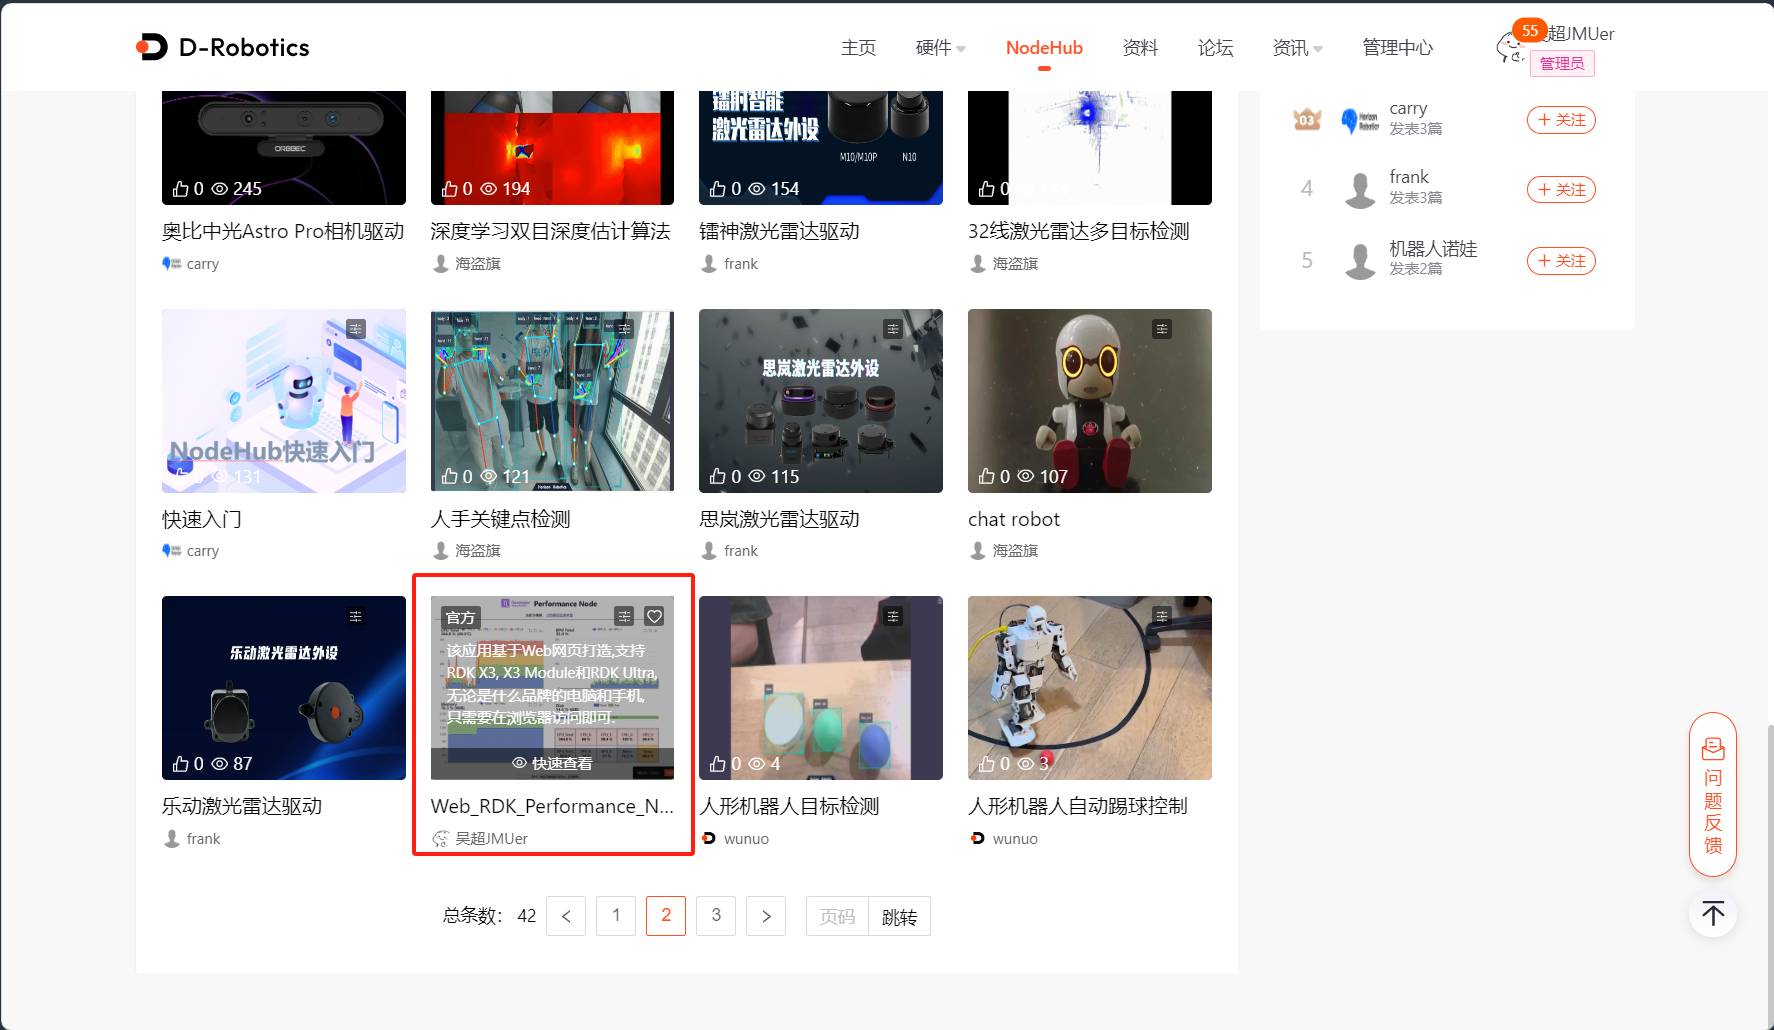 D-Robotics
主页
硬件
NodeHub
资料
论坛
资讯
管理中心
55
超JMUer
管理员
ORBBEC
0 245
0 194
镭射智能
激光雷达外设
M10/M10P
N10
0 154
0
奥比中光Astro Pro相机驱动
深度学习双目深度估计算法
镭神激光雷达驱动
32线激光雷达多目标检测
carry
海盗旗
frank
海盗旗
03
carry
发表3篇
+ 关注
4
frank
发表3篇
+ 关注
5
机器人诺娃
发表2篇
+ 关注
NodeHub快速入门
0 131
0 121
思岚激光雷达外设
0 115
0 107
快速入门
人手关键点检测
思岚激光雷达驱动
chat robot
carry
海盗旗
frank
海盗旗
乐动激光雷达外设
0 87
Performance Node
官方
该应用基于Web网页打造,支持
RDK X3, X3 Module和RDK Ultra,
无论是什么品牌的电脑和手机,
只需要在浏览器访问即可.
快速查看
0 4
0 3
乐动激光雷达驱动
Web_RDK_Performance_N...
人形机器人目标检测
人形机器人自动踢球控制
frank
吴超JMUer
wunuo
wunuo
总条数： 42
<
1
2
3
>
页码
跳转
问
题
反
馈